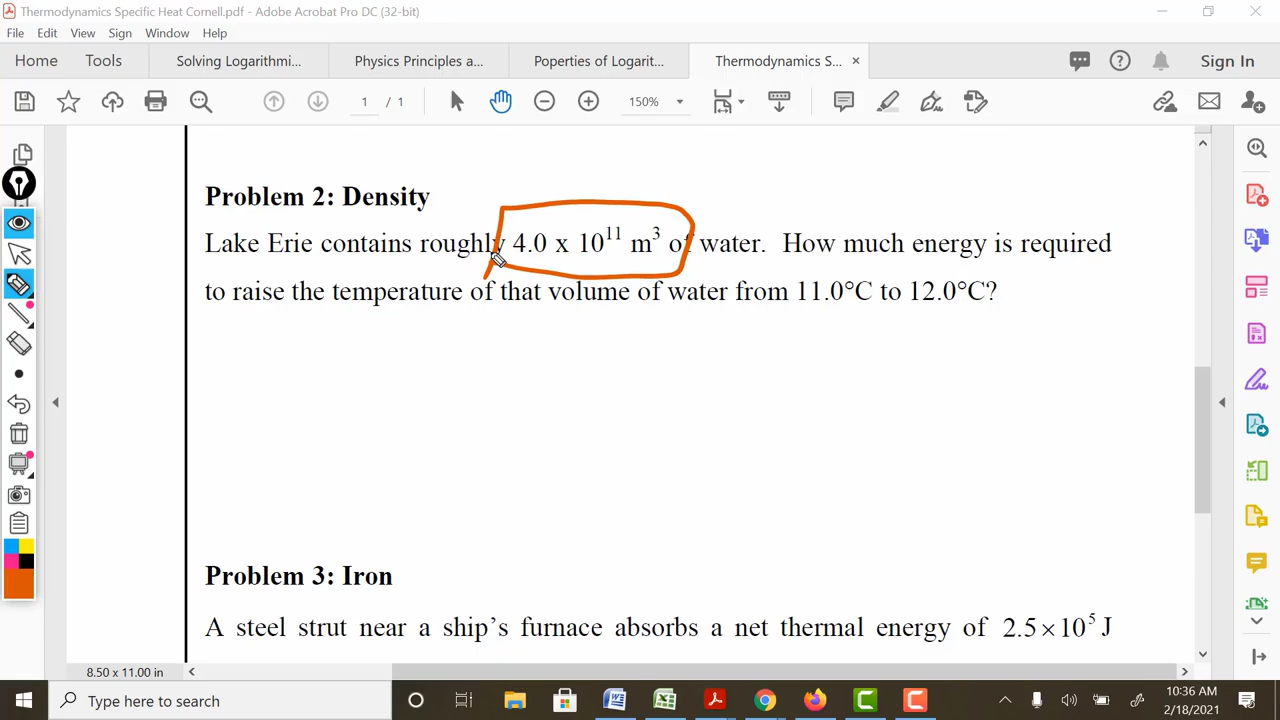 Thermodynamics Specific Heat Cornell.pdf - Adobe Acrobat Pro DC (32-bit)
File Edit View Sign Window Help
Home Tools Solving Logarithmi... Physics Principles a... Poperties of Logarit... Thermodynamics S... × Sign In
1 / 1 150%
Problem 2: Density
Lake Erie contains roughly 4.0 x 10¹¹ m³ of water. How much energy is required
to raise the temperature of that volume of water from 11.0°C to 12.0°C?
Problem 3: Iron
A steel strut near a ship’s furnace absorbs a net thermal energy of 2.5×10⁵ J
8.50 x 11.00 in
Type here to search
10:36 AM
2/18/2021